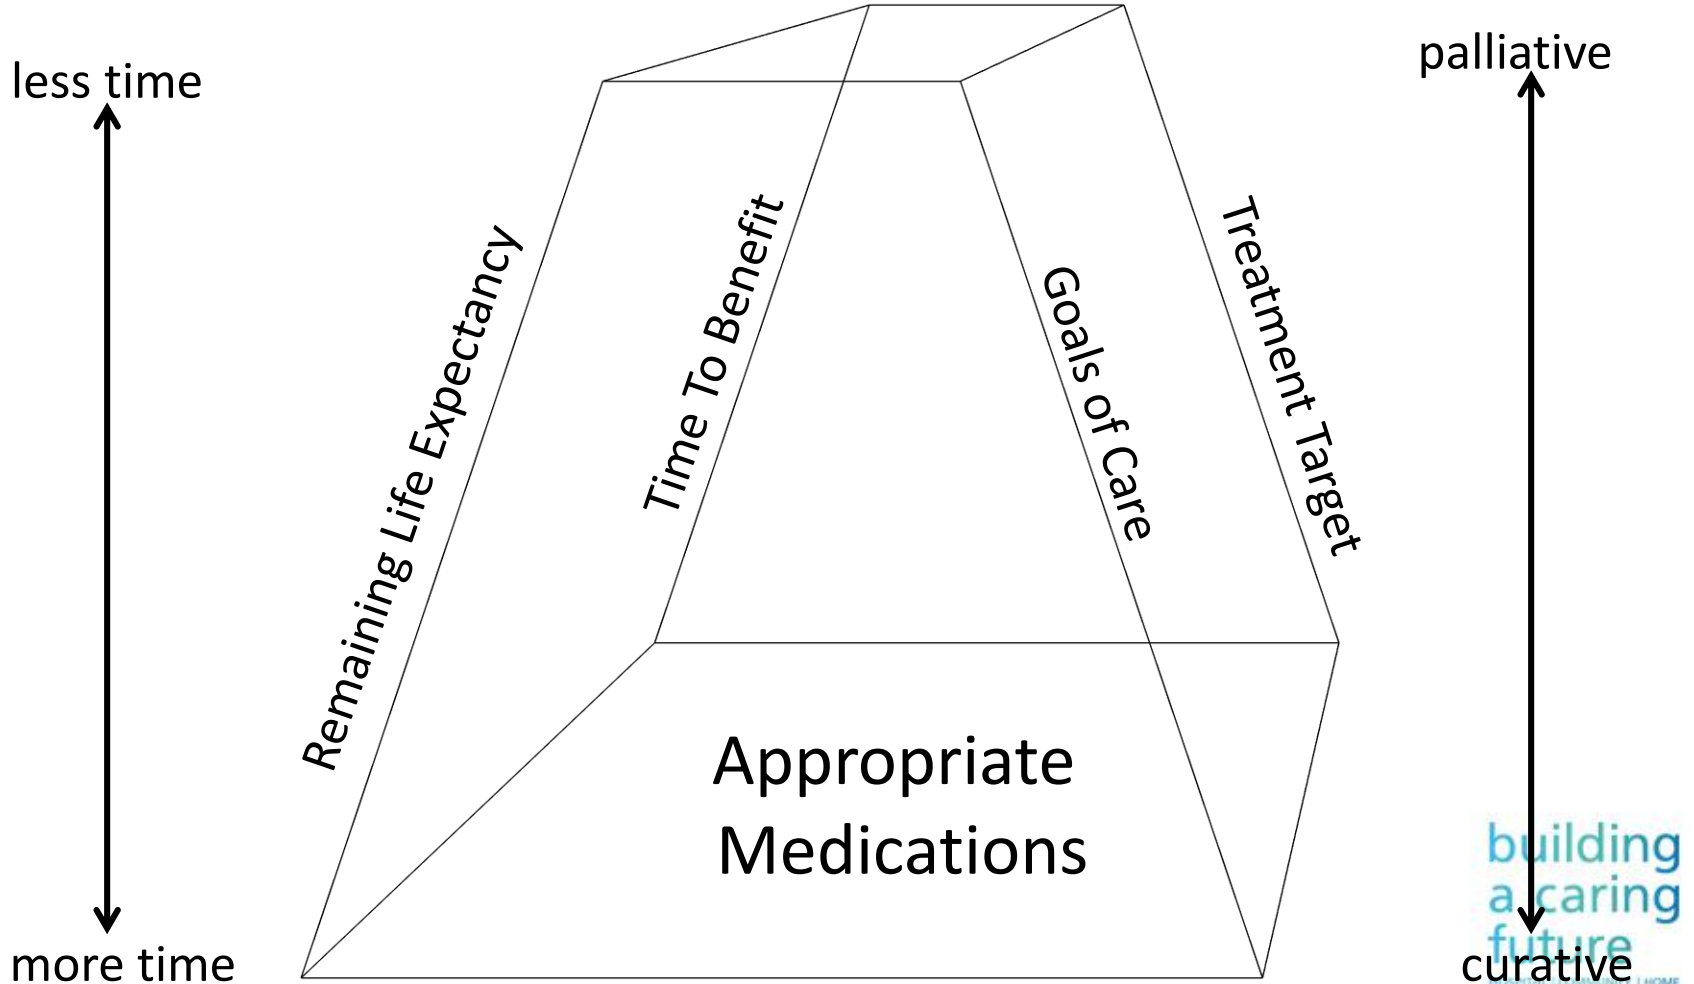 less time
palliative
Remaining Life Expectancy
Time To Benefit
Goals of Care
Treatment Target
Appropriate
Medications
building
a caring
future
more time
curative